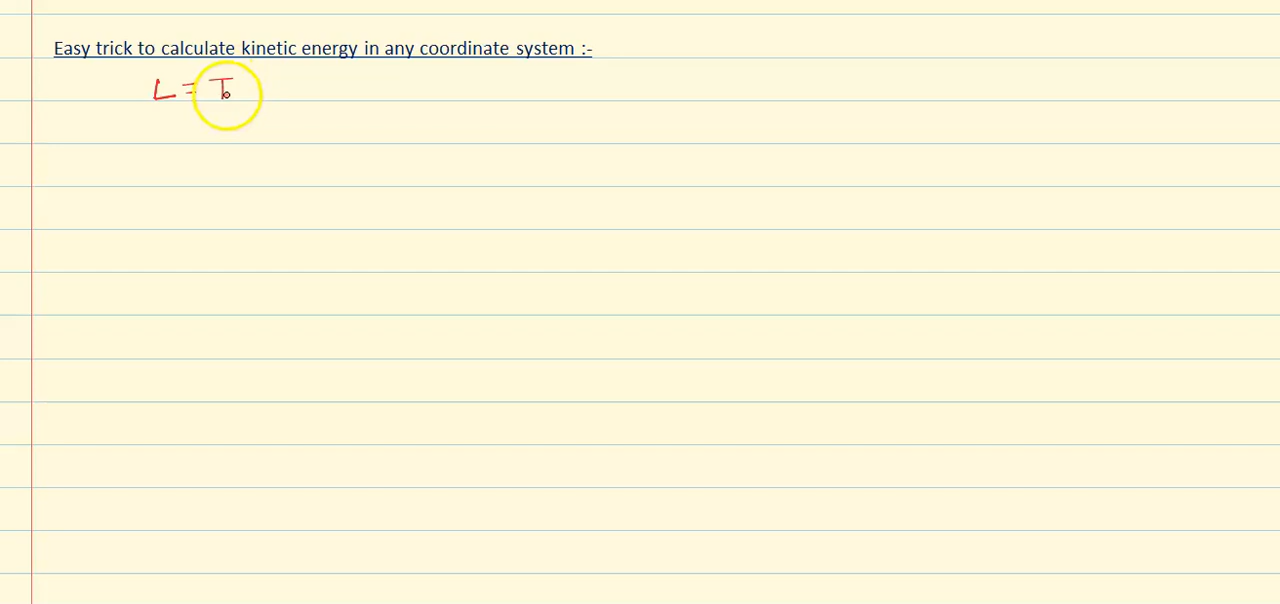 Easy trick to calculate kinetic energy in any coordinate system :-
L = T